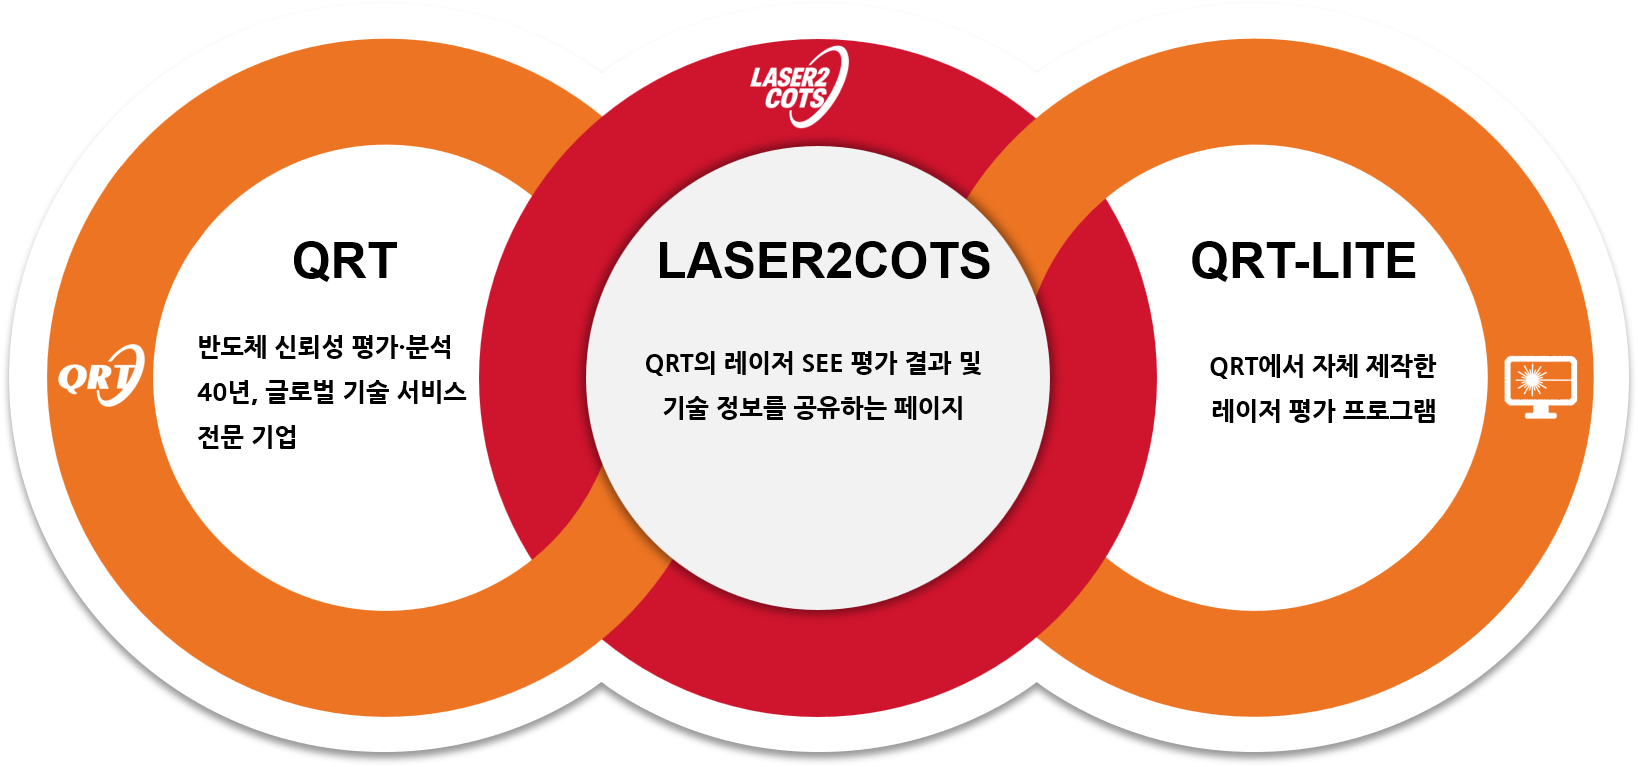 LASER2
COTS
QRT
QRT
반도체 신뢰성 평가·분석
40년, 글로벌 기술 서비스
전문 기업
LASER2COTS
QRT의 레이저 SEE 평가 결과 및
기술 정보를 공유하는 페이지
QRT-LITE
QRT에서 자체 제작한
레이저 평가 프로그램